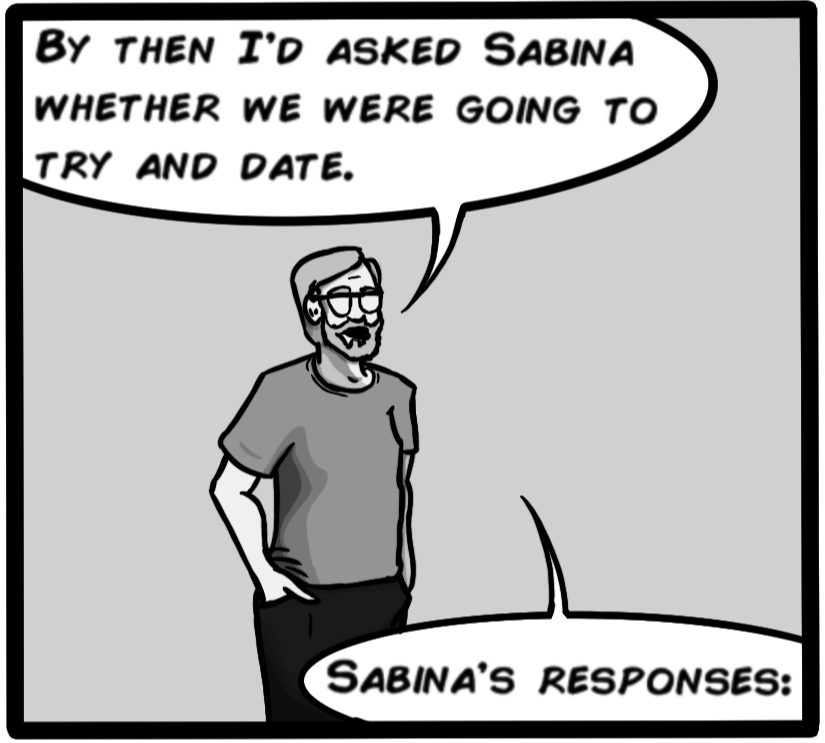 By then I'd asked Sabina
whether we were going to
try and date.
Sabina's responses: